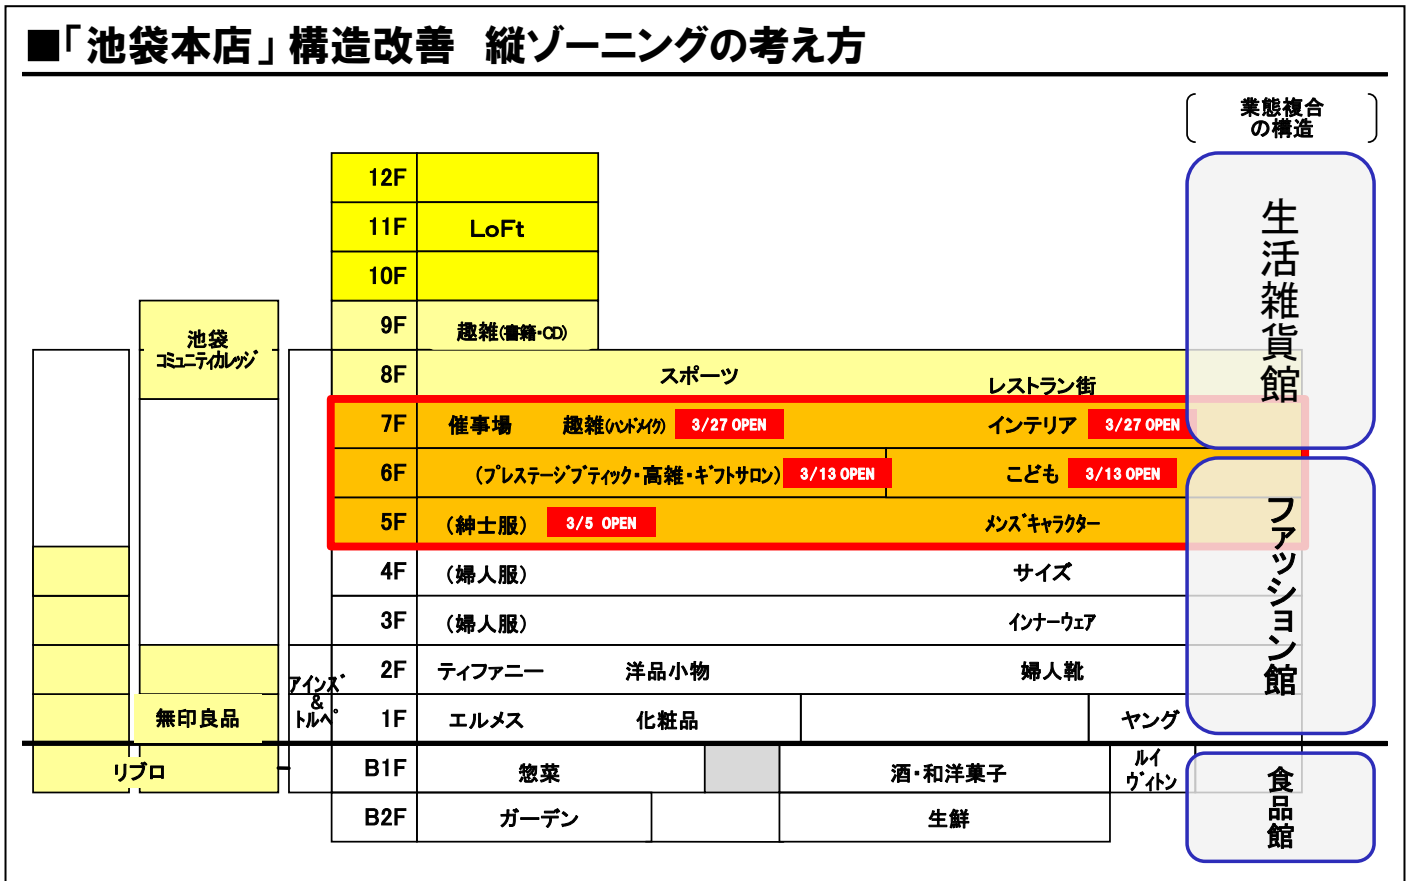 ■「池袋本店」構造改善 縦ゾーニングの考え方
業態複合
の構造
12F
11F LoFt
10F
9F 趣雑(書籍・CD)
池袋
コミュニティカレッジ
8F スポーツ レストラン街
7F 催事場 趣雑(ハンドメイク) 3/27 OPEN インテリア 3/27 OPEN
6F (プレステージブティック・高雑・ギフトサロン) 3/13 OPEN こども 3/13 OPEN
5F (紳士服) 3/5 OPEN メンズキャラクター
4F (婦人服) サイズ
3F (婦人服) インナーウェア
2F ティファニー 洋品小物 婦人靴
アインズ
&
トルペ
無印良品
1F エルメス 化粧品 ヤング
リブロ
B1F 惣菜 酒・和洋菓子
ルイ
ヴィトン
B2F ガーデン 生鮮
生活雑貨館
ファッション館
食品館